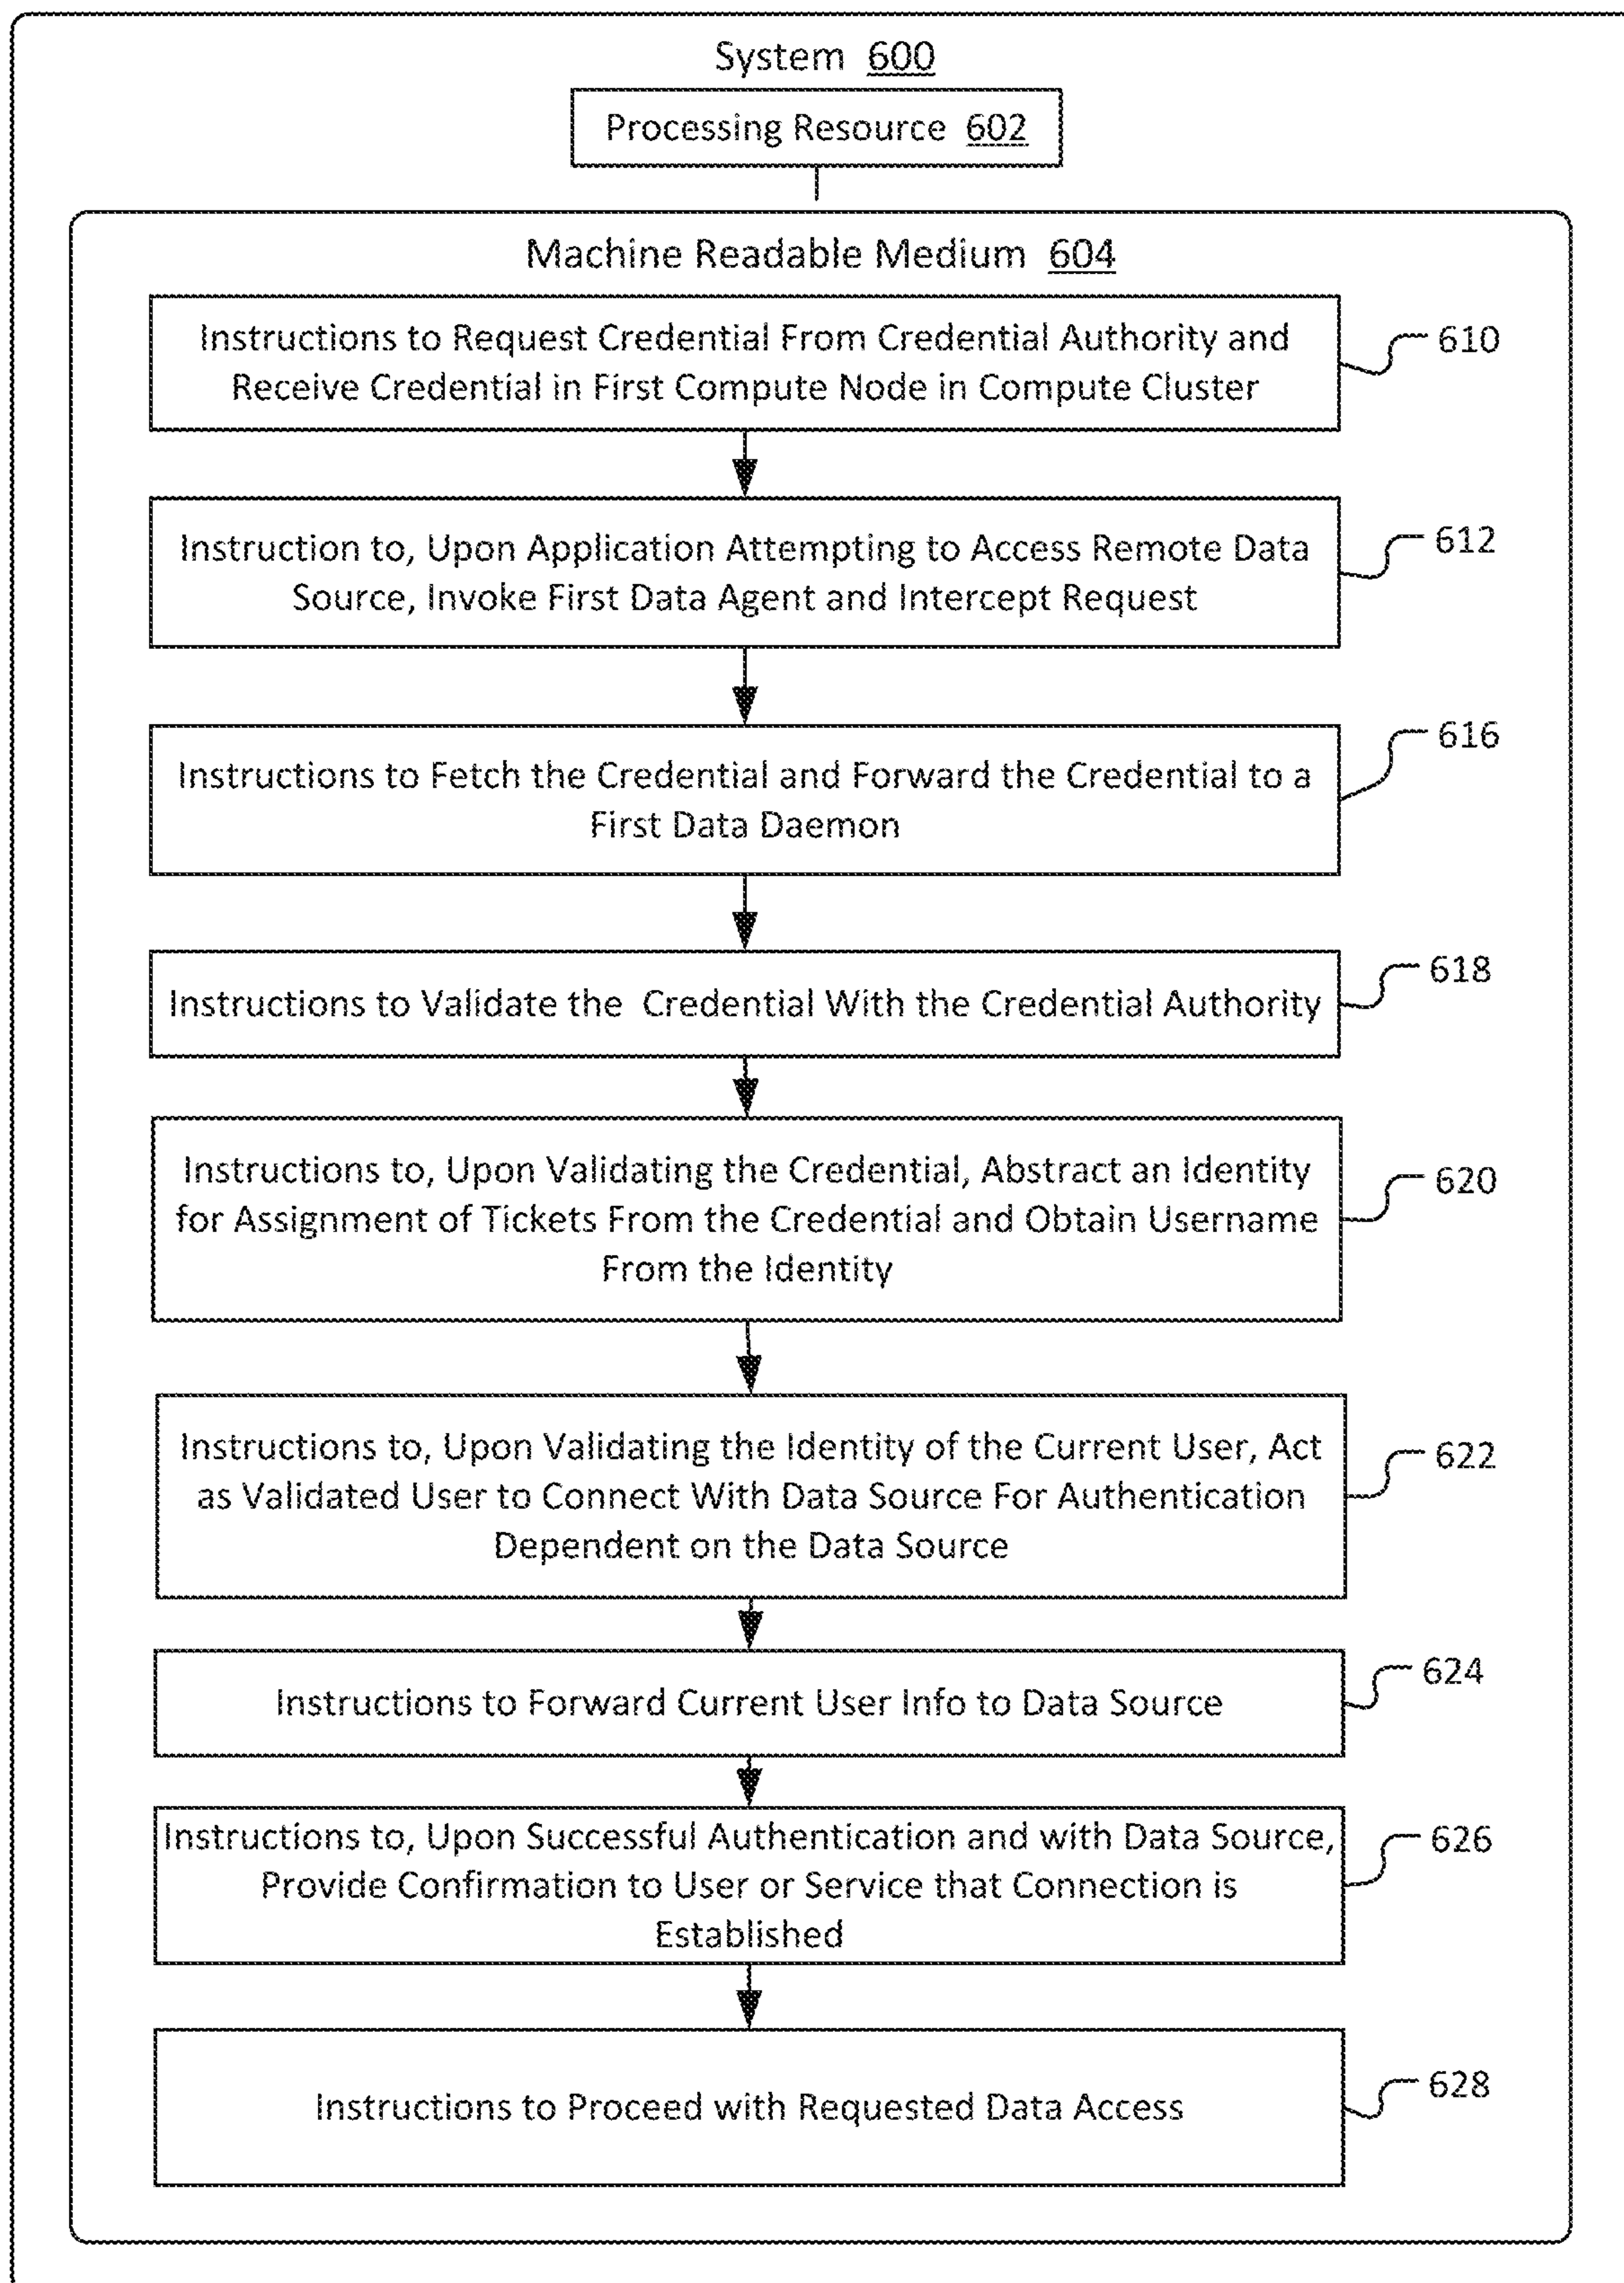 System 600
Processing Resource 602
Machine Readable Medium 604
Instructions to Request Credential From Credential Authority and
Receive Credential in First Compute Node in Compute Cluster
610
Instruction to, Upon Application Attempting to Access Remote Data
Source, Invoke First Data Agent and Intercept Request
612
Instructions to Fetch the Credential and Forward the Credential to a
First Data Daemon
616
Instructions to Validate the Credential With the Credential Authority
618
Instructions to, Upon Validating the Credential, Abstract an Identity
for Assignment of Tickets From the Credential and Obtain Username
From the Identity
620
Instructions to, Upon Validating the Identity of the Current User, Act
as Validated User to Connect With Data Source For Authentication
Dependent on the Data Source
622
Instructions to Forward Current User Info to Data Source
624
Instructions to, Upon Successful Authentication and with Data Source,
Provide Confirmation to User or Service that Connection is
Established
626
Instructions to Proceed with Requested Data Access
628